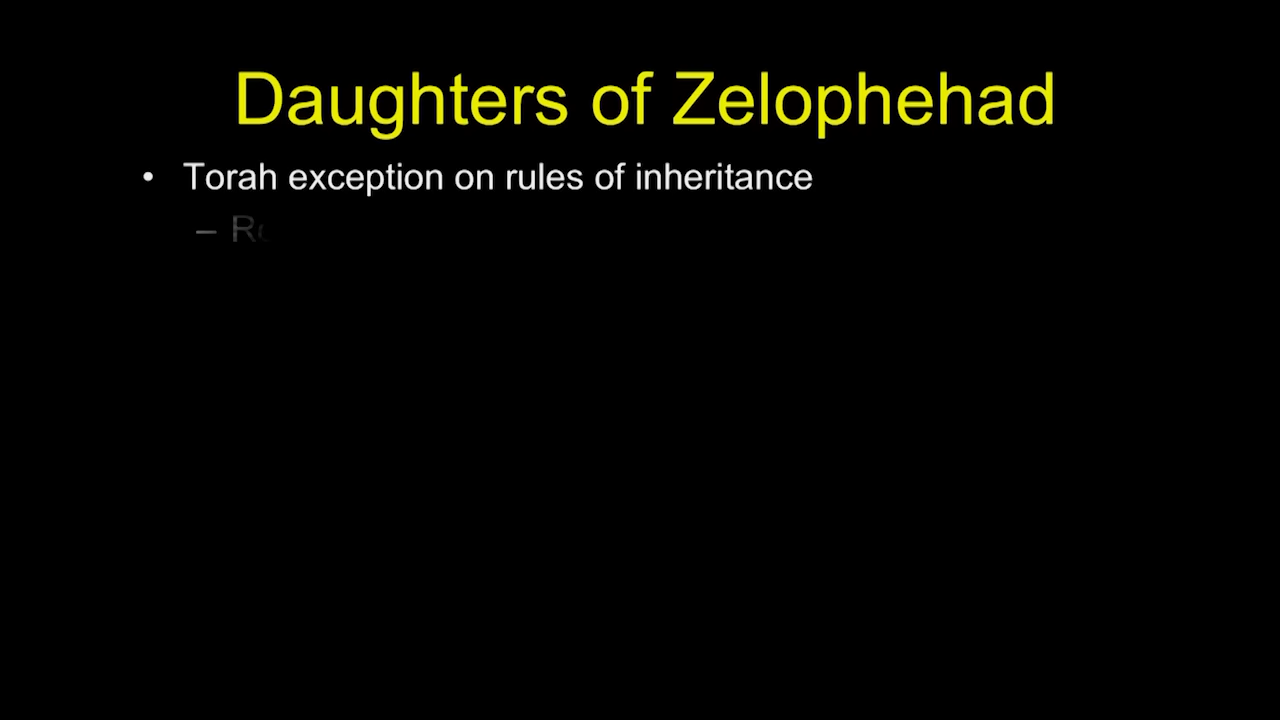 Daughters of Zelophehad
• Torah exception on rules of inheritance